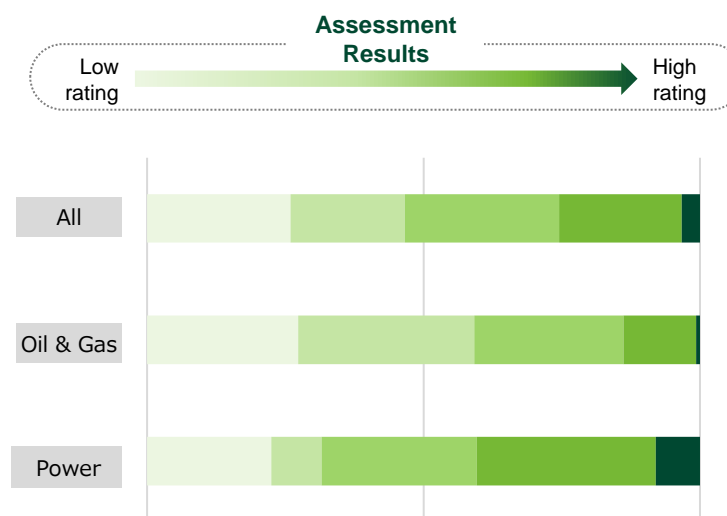 Assessment
Results
Low
rating
High
rating
All
Oil & Gas
Power